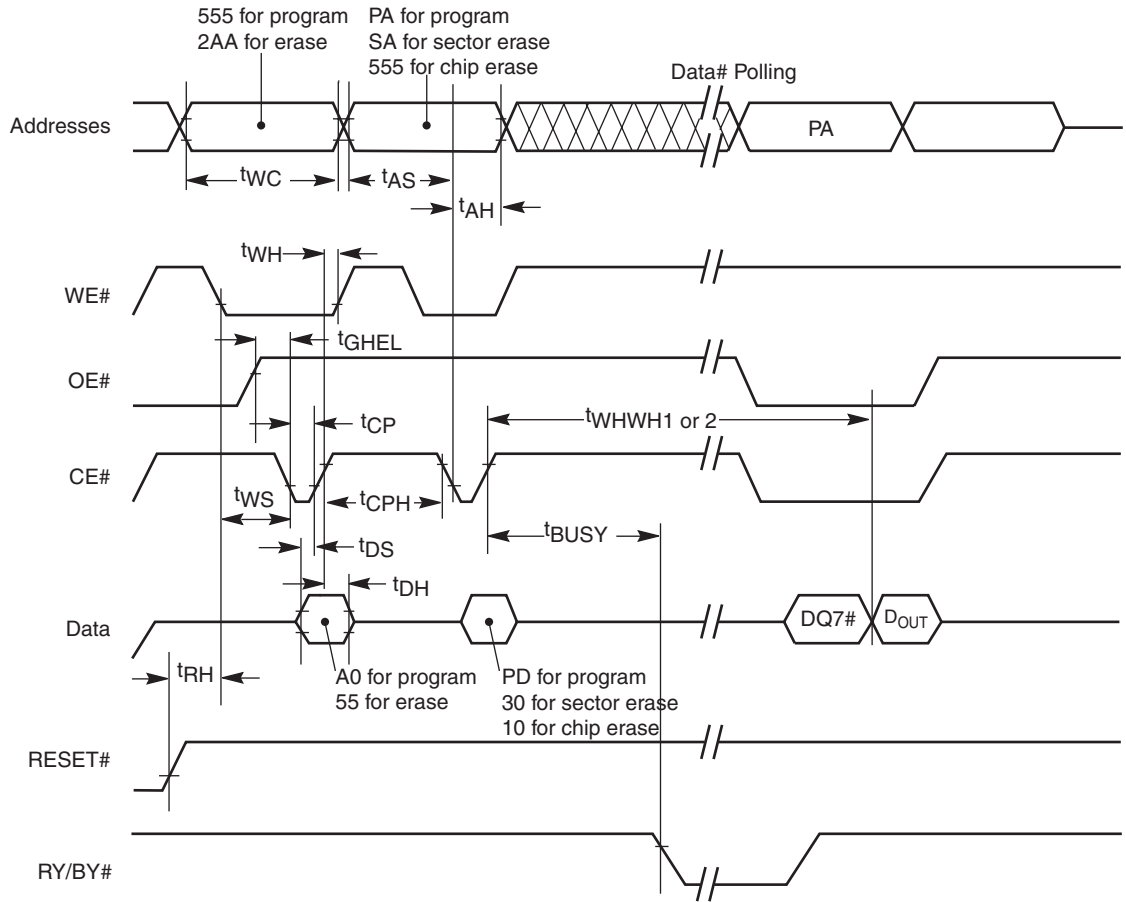 555 for program
2AA for erase
PA for program
SA for sector erase
555 for chip erase
Data# Polling
Addresses
PA
tWC
tAS
tAH
tWH
WE#
tGHEL
OE#
tWHWH1 or 2
tCP
CE#
tWS
tCPH
tBUSY
tDS
tDH
Data
DQ7#
DOUT
tRH
A0 for program
55 for erase
PD for program
30 for sector erase
10 for chip erase
RESET#
RY/BY#